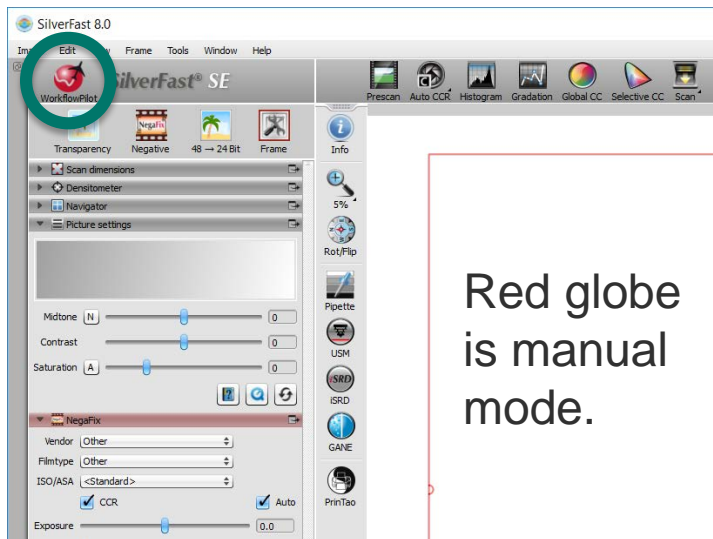 SilverFast 8.0
Edit Frame Tools Window Help
WorkflowPilot
SilverFast® SE
Prescan Auto CCR Histogram Gradation Global CC Selective CC Scan
Transparency Negative 48 → 24 Bit Frame
NegaFix
Info
Scan dimensions
Densitometer
Navigator
5%
Picture settings
Rot/Flip
Pipette
Midtone N 0
Contrast 0
USM
Saturation A 0
iSRD
iSRD
NegaFix
GANE
Vendor Other
Filmtype Other
ISO/ASA <Standard>
CCR Auto
PrinTao
Exposure 0.0
Red globe
is manual
mode.